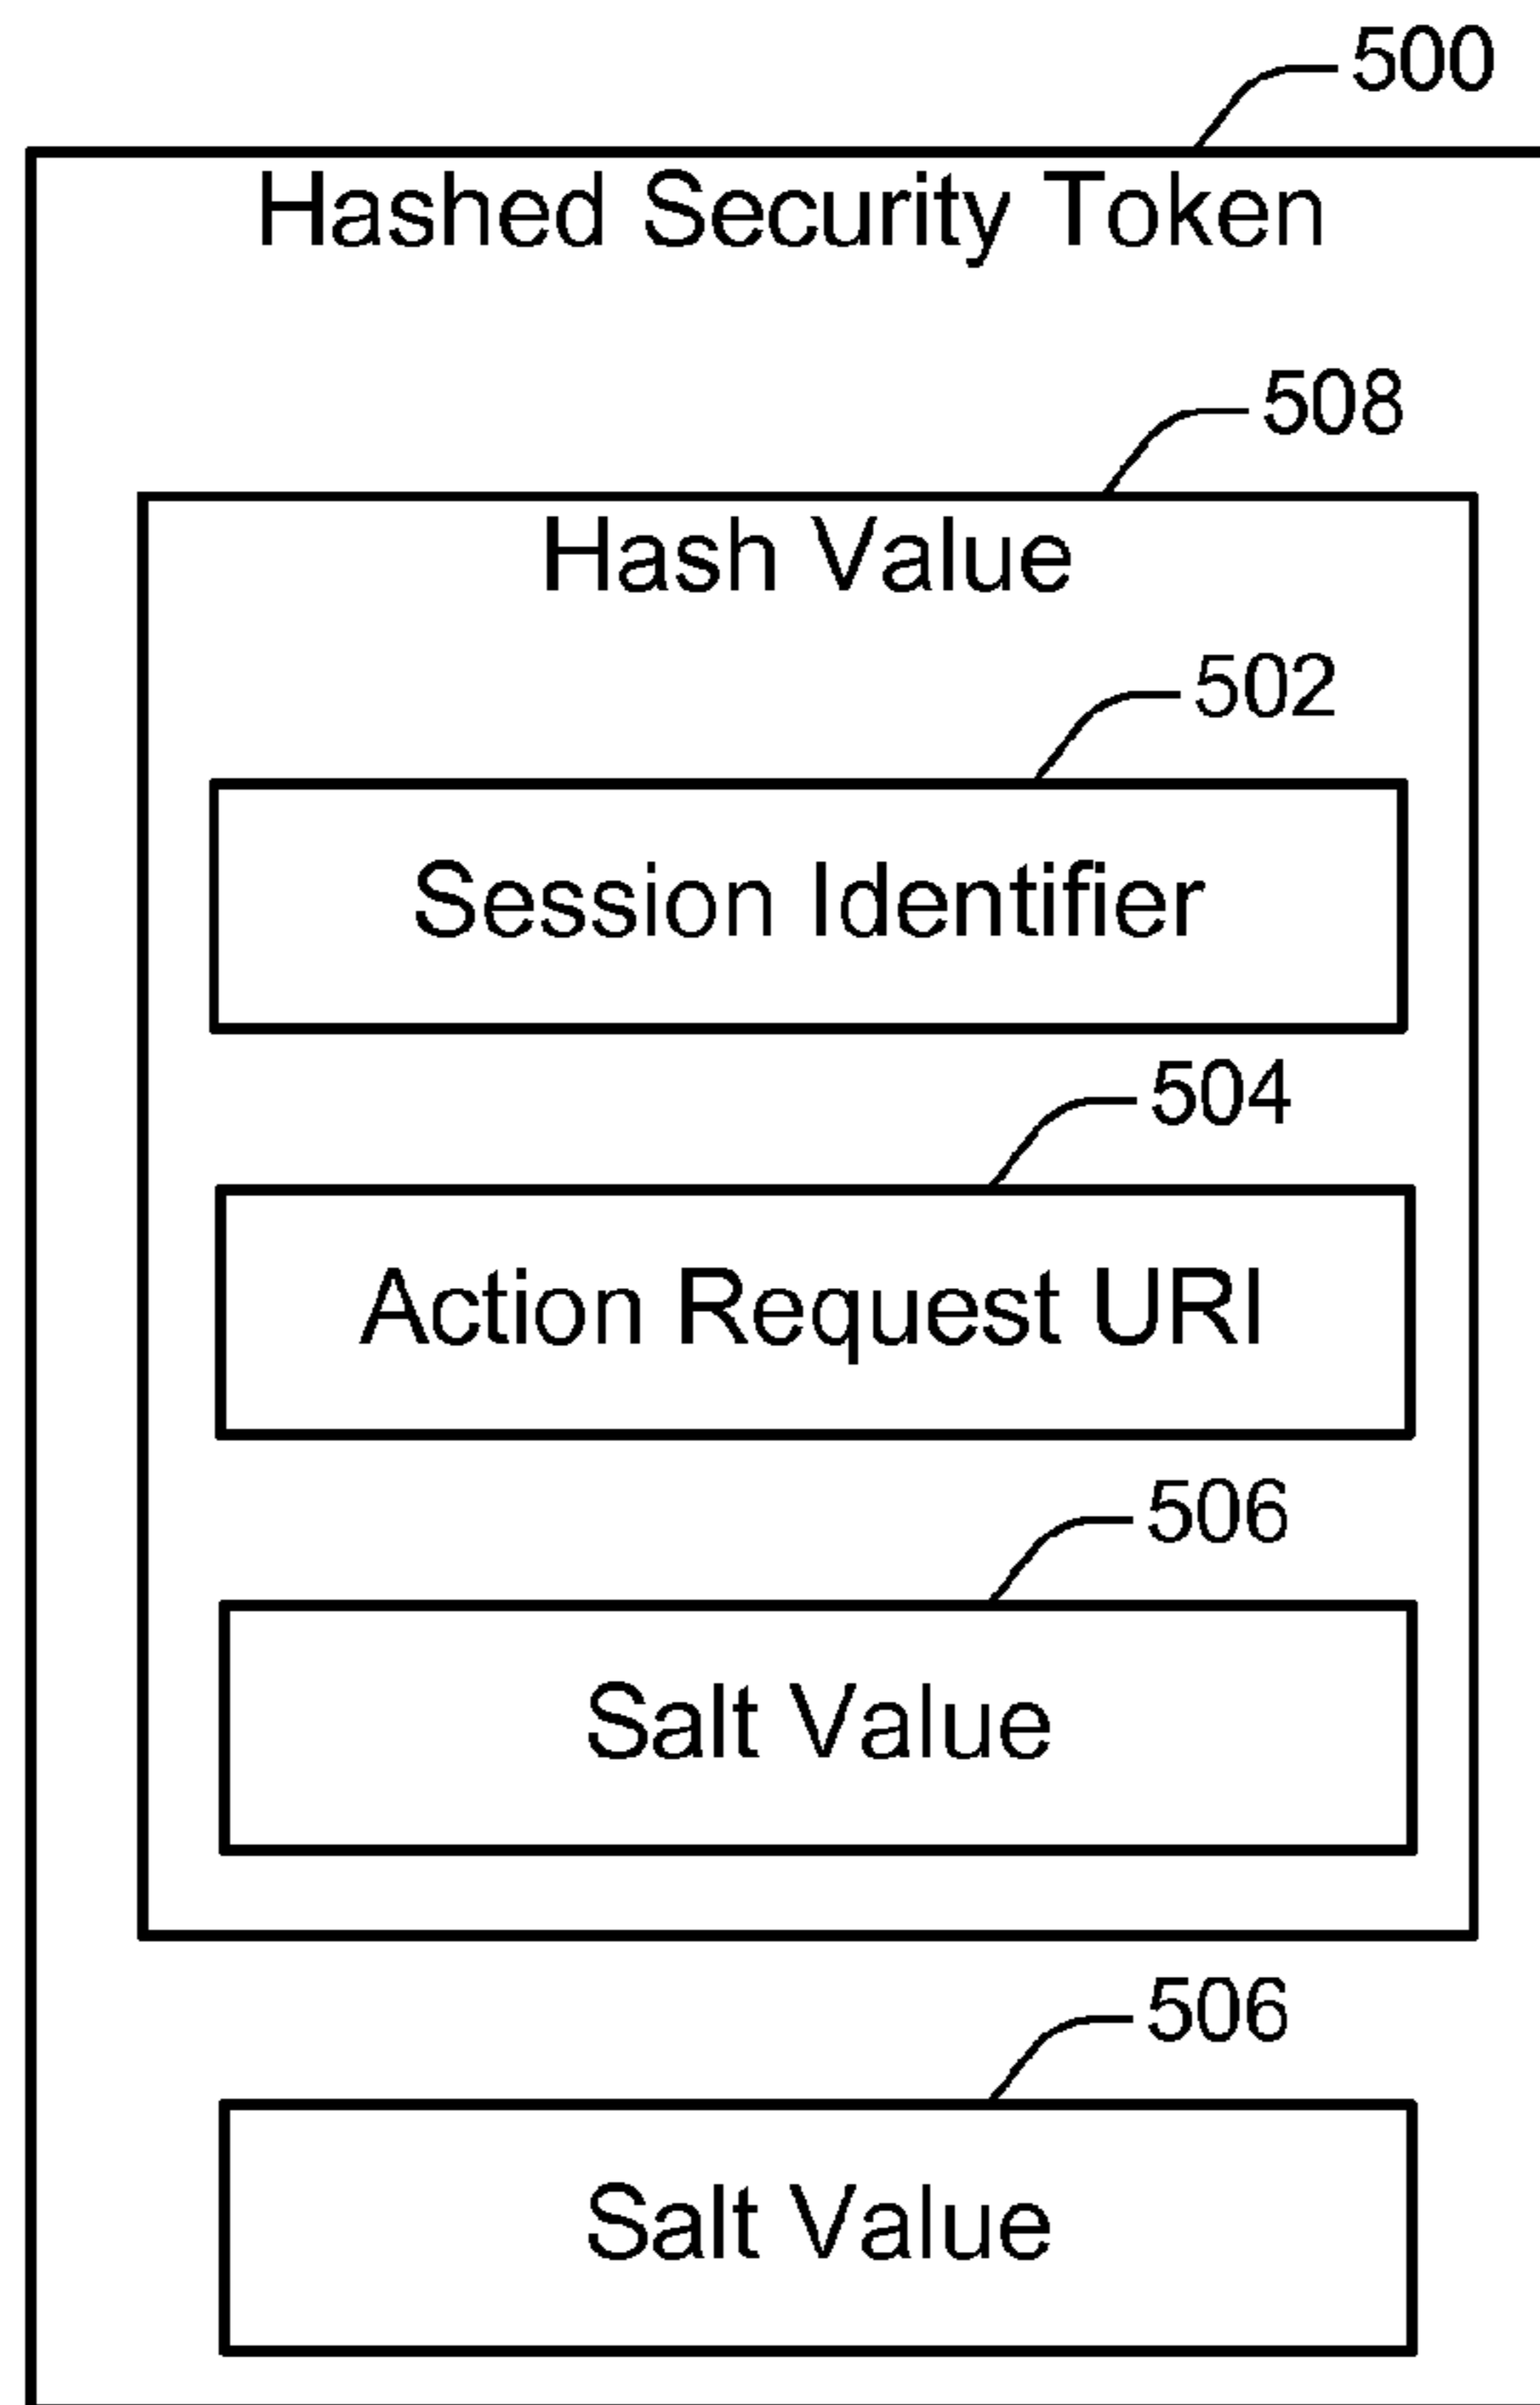 500
Hashed Security Token
508
Hash Value
502
Session Identifier
504
Action Request URI
506
Salt Value
506
Salt Value